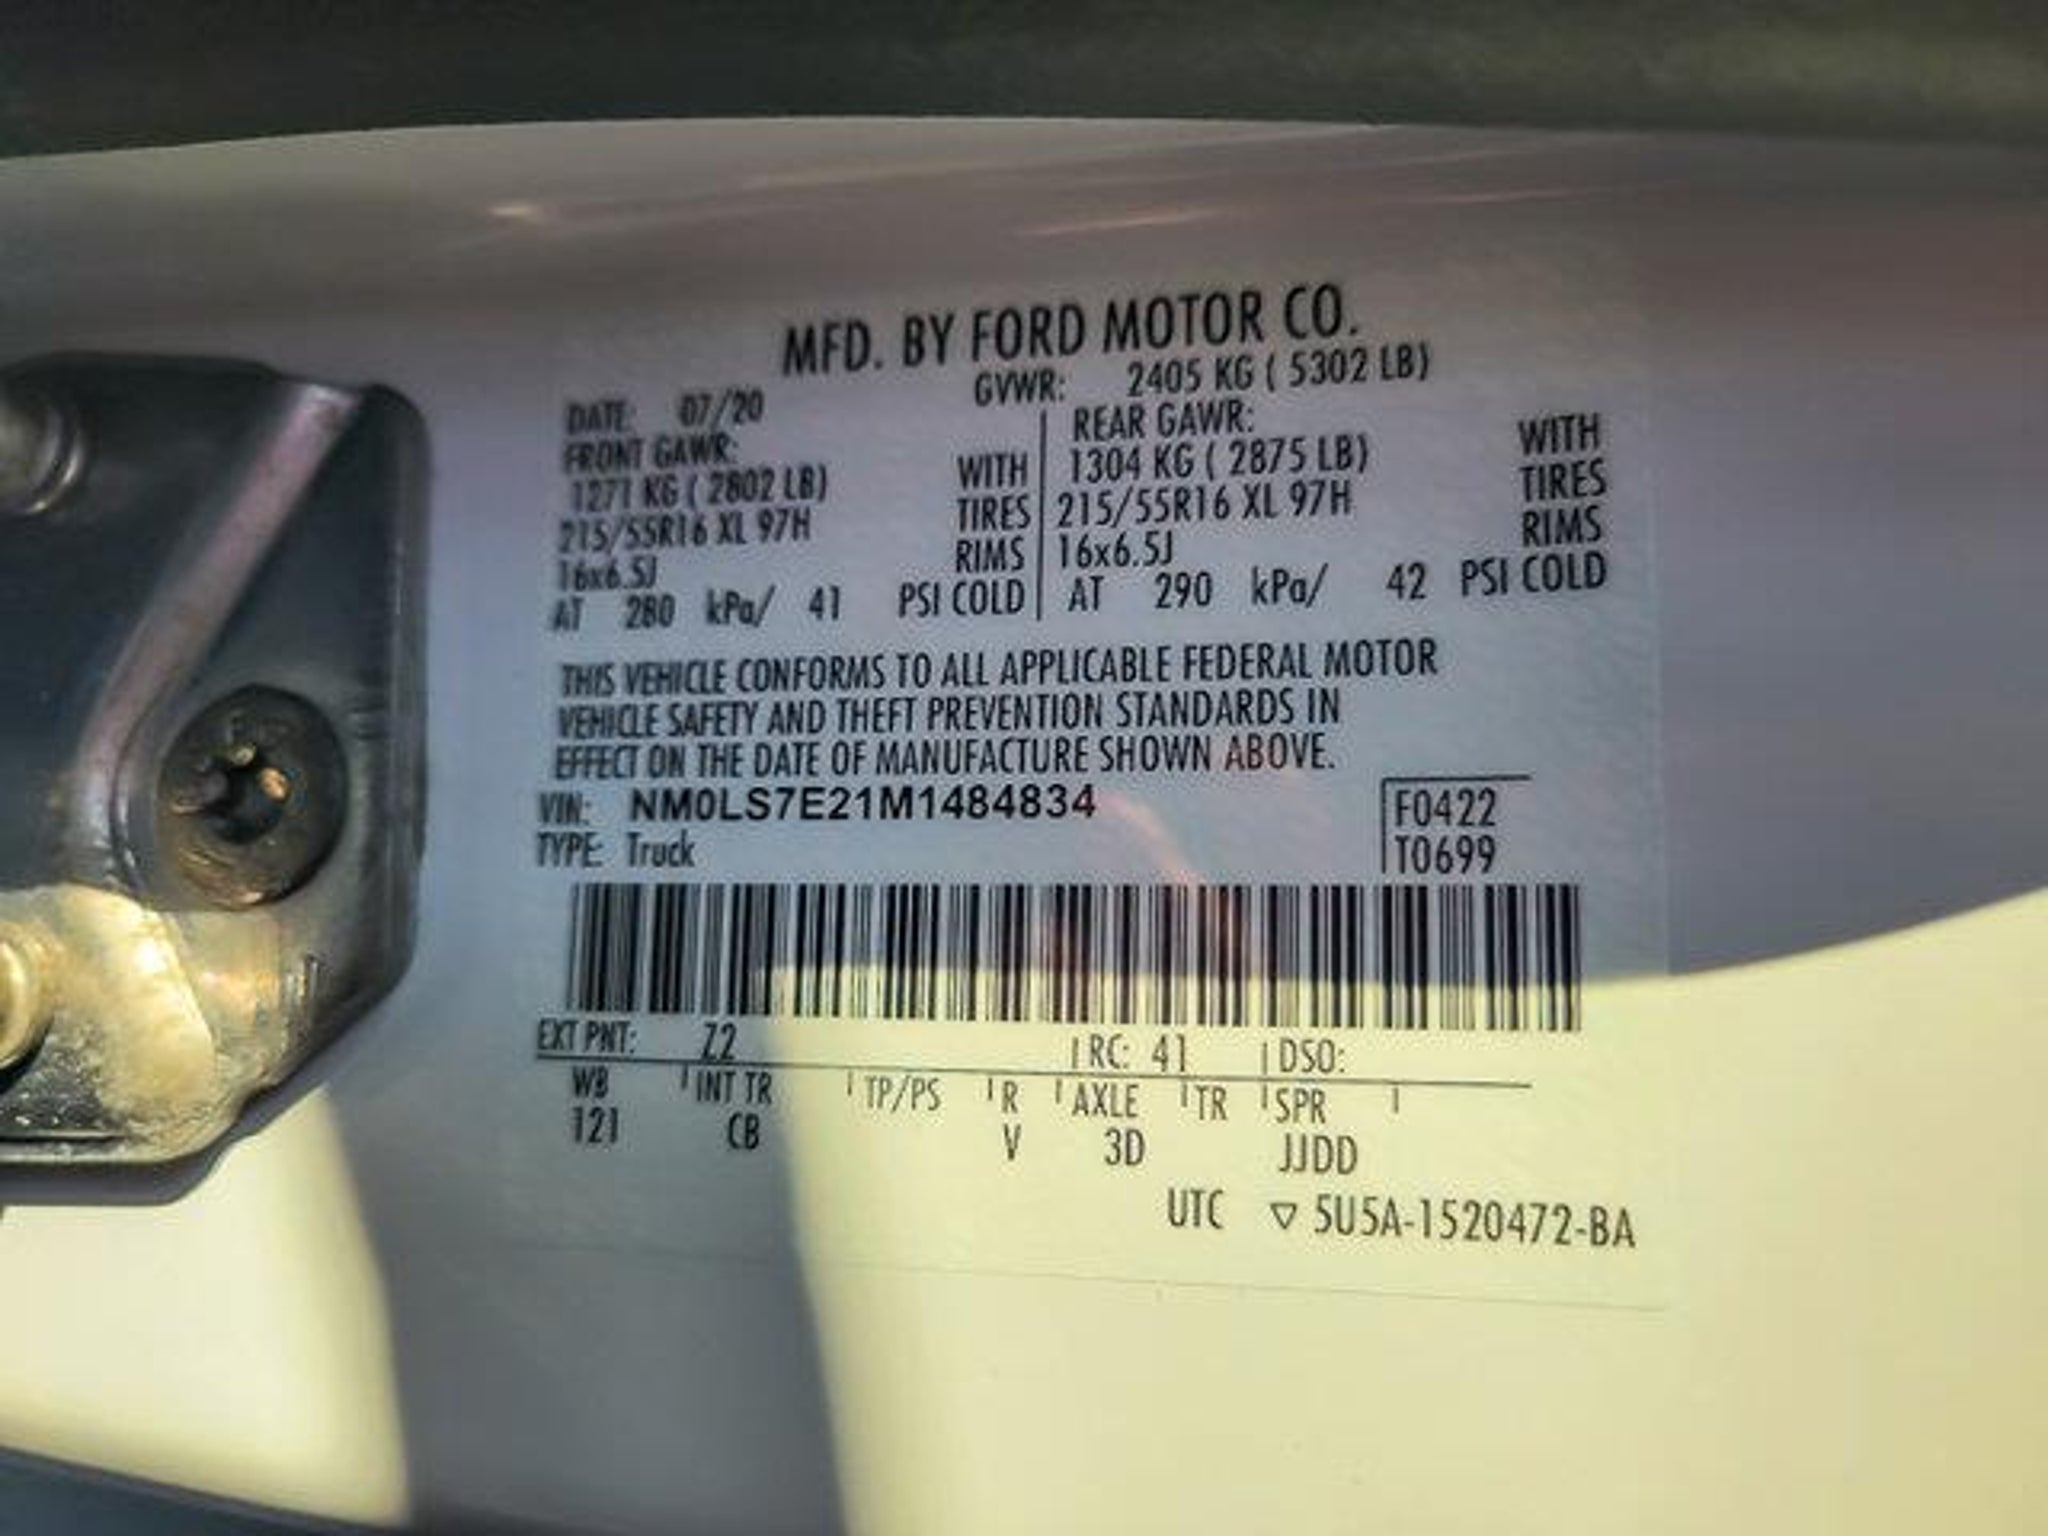 MFD. BY FORD MOTOR CO.
DATE: 07/20 GVWR: 2405 KG ( 5302 LB)
FRONT GAWR: REAR GAWR:
1271 KG ( 2802 LB) WITH 1304 KG ( 2875 LB) WITH
215/55R16 XL 97H TIRES 215/55R16 XL 97H TIRES
16x6.5J RIMS 16x6.5J RIMS
AT 280 kPa/ 41 PSI COLD AT 290 kPa/ 42 PSI COLD
THIS VEHICLE CONFORMS TO ALL APPLICABLE FEDERAL MOTOR
VEHICLE SAFETY AND THEFT PREVENTION STANDARDS IN
EFFECT ON THE DATE OF MANUFACTURE SHOWN ABOVE.
VIN: NM0LS7E21M1484834 F0422
TYPE: Truck T0699
EXT PNT: Z2 RC: 41 DSO:
WB INT TR TP/PS R AXLE TR SPR
121 CB V 3D JJDD
UTC ▽ 5U5A-1520472-BA